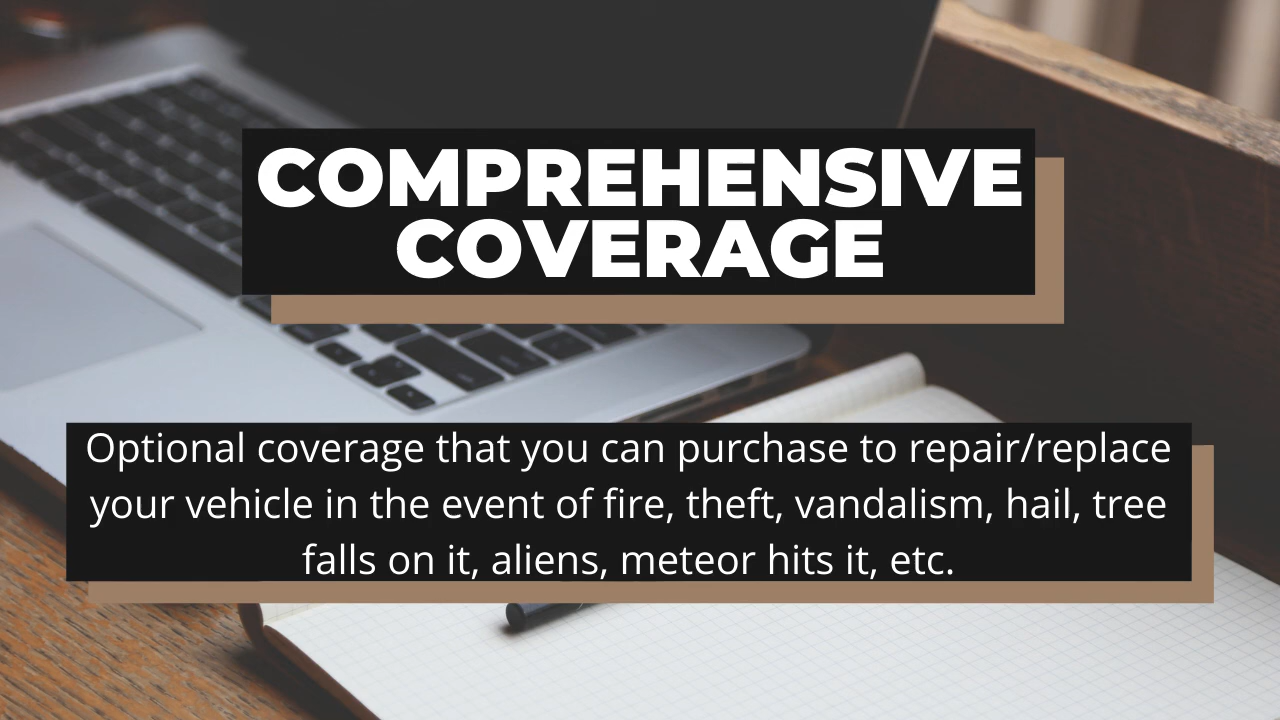 COMPREHENSIVE
COVERAGE
Optional coverage that you can purchase to repair/replace
your vehicle in the event of fire, theft, vandalism, hail, tree
falls on it, aliens, meteor hits it, etc.